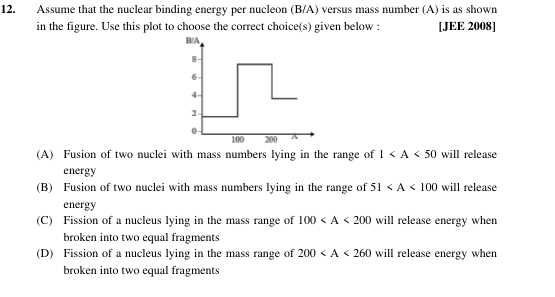 12. Assume that the nuclear binding energy per nucleon (B/A) versus mass number (A) is as shown
in the figure. Use this plot to choose the correct choice(s) given below : [JEE 2008]
B/A
8
6
4
2
0
100 200 A
(A) Fusion of two nuclei with mass numbers lying in the range of 1 < A < 50 will release
energy
(B) Fusion of two nuclei with mass numbers lying in the range of 51 < A < 100 will release
energy
(C) Fission of a nucleus lying in the mass range of 100 < A < 200 will release energy when
broken into two equal fragments
(D) Fission of a nucleus lying in the mass range of 200 < A < 260 will release energy when
broken into two equal fragments